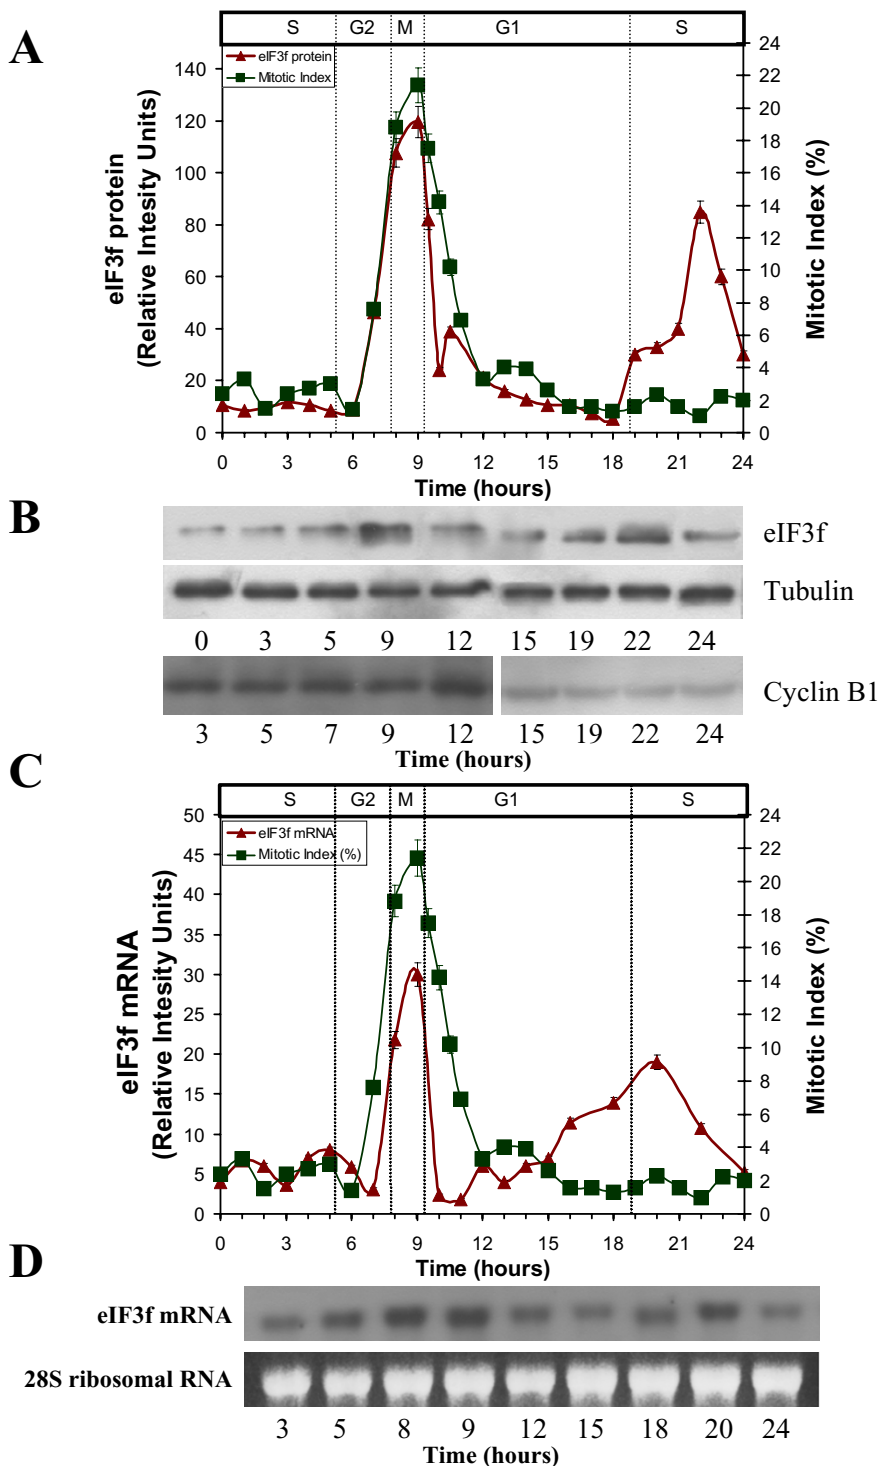 A
S G2 M G1 S
eIF3f protein
Mitotic Index
eIF3f protein
(Relative Intesity Units)
140
120
100
80
60
40
20
0
24
22
20
18
16
14
12
10
8
6
4
2
0
Mitotic Index (%)
0 3 6 9 12 15 18 21 24
Time (hours)
B
eIF3f
Tubulin
0 3 5 9 12 15 19 22 24
Cyclin B1
3 5 7 9 12 15 19 22 24
Time (hours)
C
S G2 M G1 S
eIF3f mRNA
Mitotic Index (%)
eIF3f mRNA
(Relative Intesity Units)
50
45
40
35
30
25
20
15
10
5
0
24
22
20
18
16
14
12
10
8
6
4
2
0
Mitotic Index (%)
0 3 6 9 12 15 18 21 24
Time (hours)
D
eIF3f mRNA
28S ribosomal RNA
3 5 8 9 12 15 18 20 24
Time (hours)